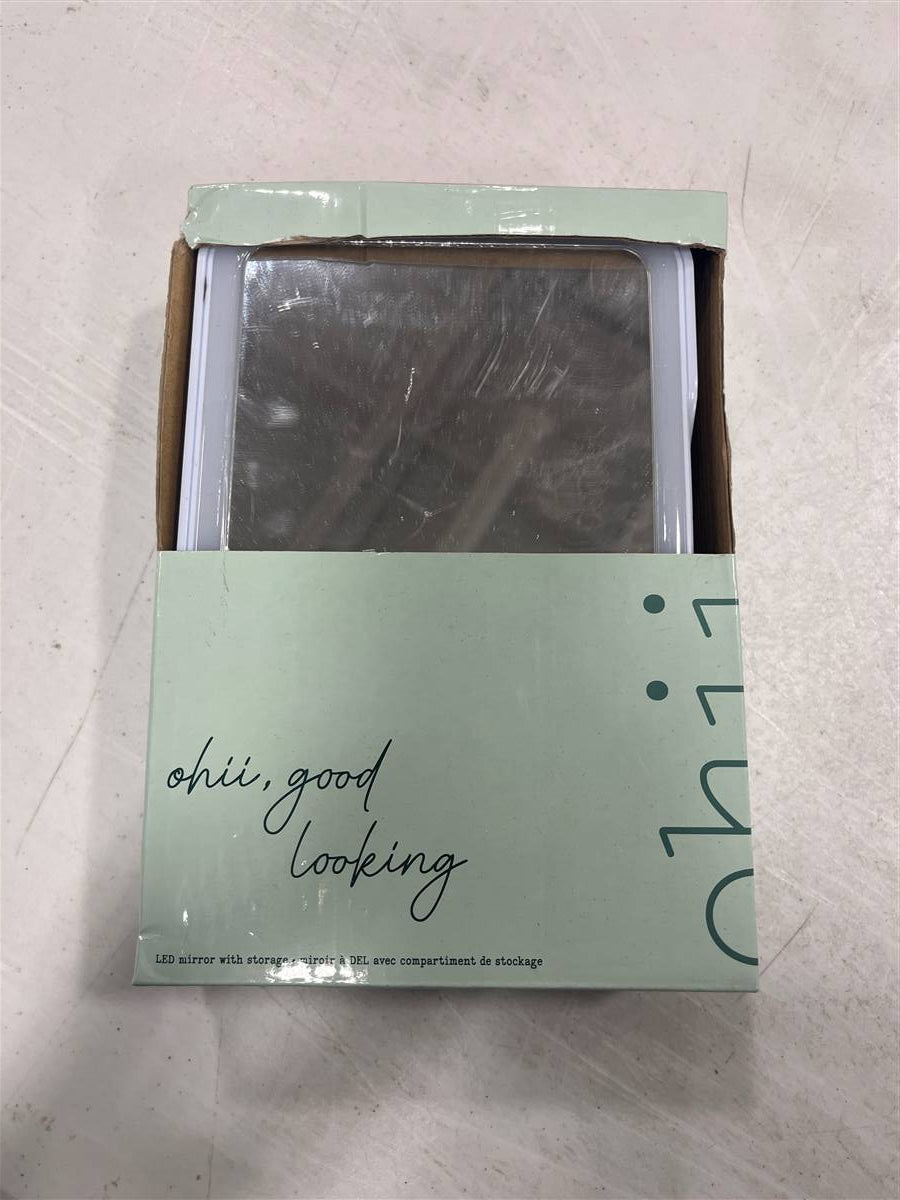 ohii, good
looking
LED mirror with storage • miroir à DEL avec compartiment de stockage
ohii